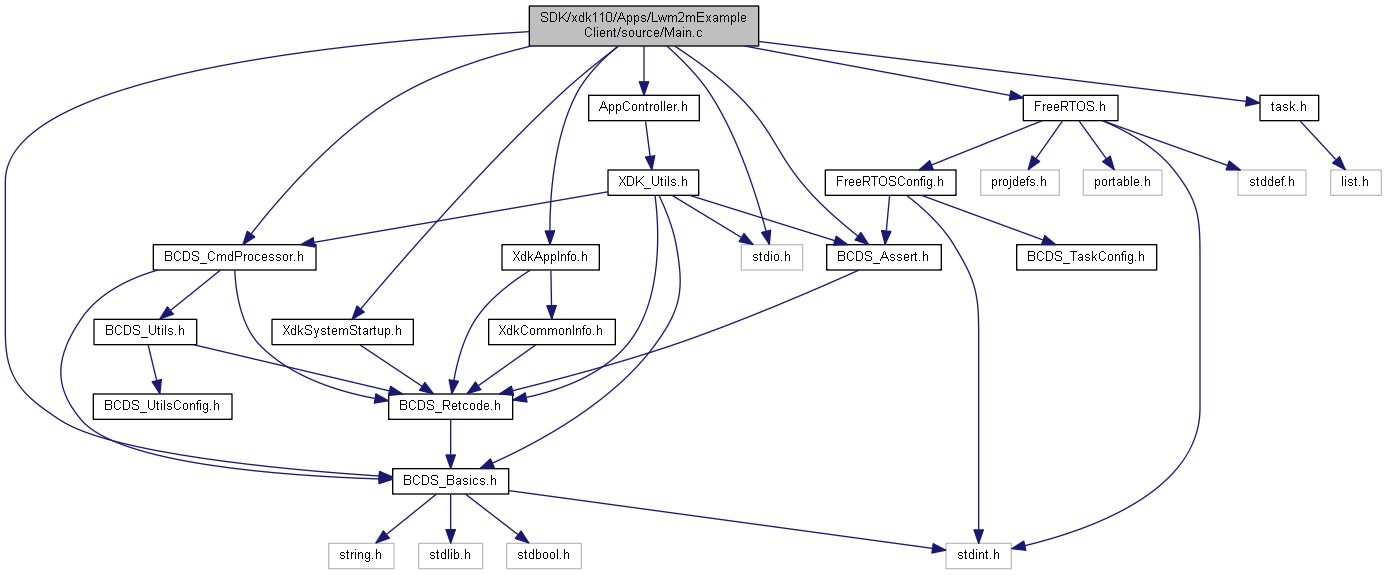 SDK/xdk110/Apps/Lwm2mExample
Client/source/Main.c
AppController.h
FreeRTOS.h
task.h
XDK_Utils.h
FreeRTOSConfig.h
projdefs.h
portable.h
stddef.h
list.h
BCDS_CmdProcessor.h
XdkAppInfo.h
stdio.h
BCDS_Assert.h
BCDS_TaskConfig.h
BCDS_Utils.h
XdkSystemStartup.h
XdkCommonInfo.h
BCDS_UtilsConfig.h
BCDS_Retcode.h
BCDS_Basics.h
string.h
stdlib.h
stdbool.h
stdint.h